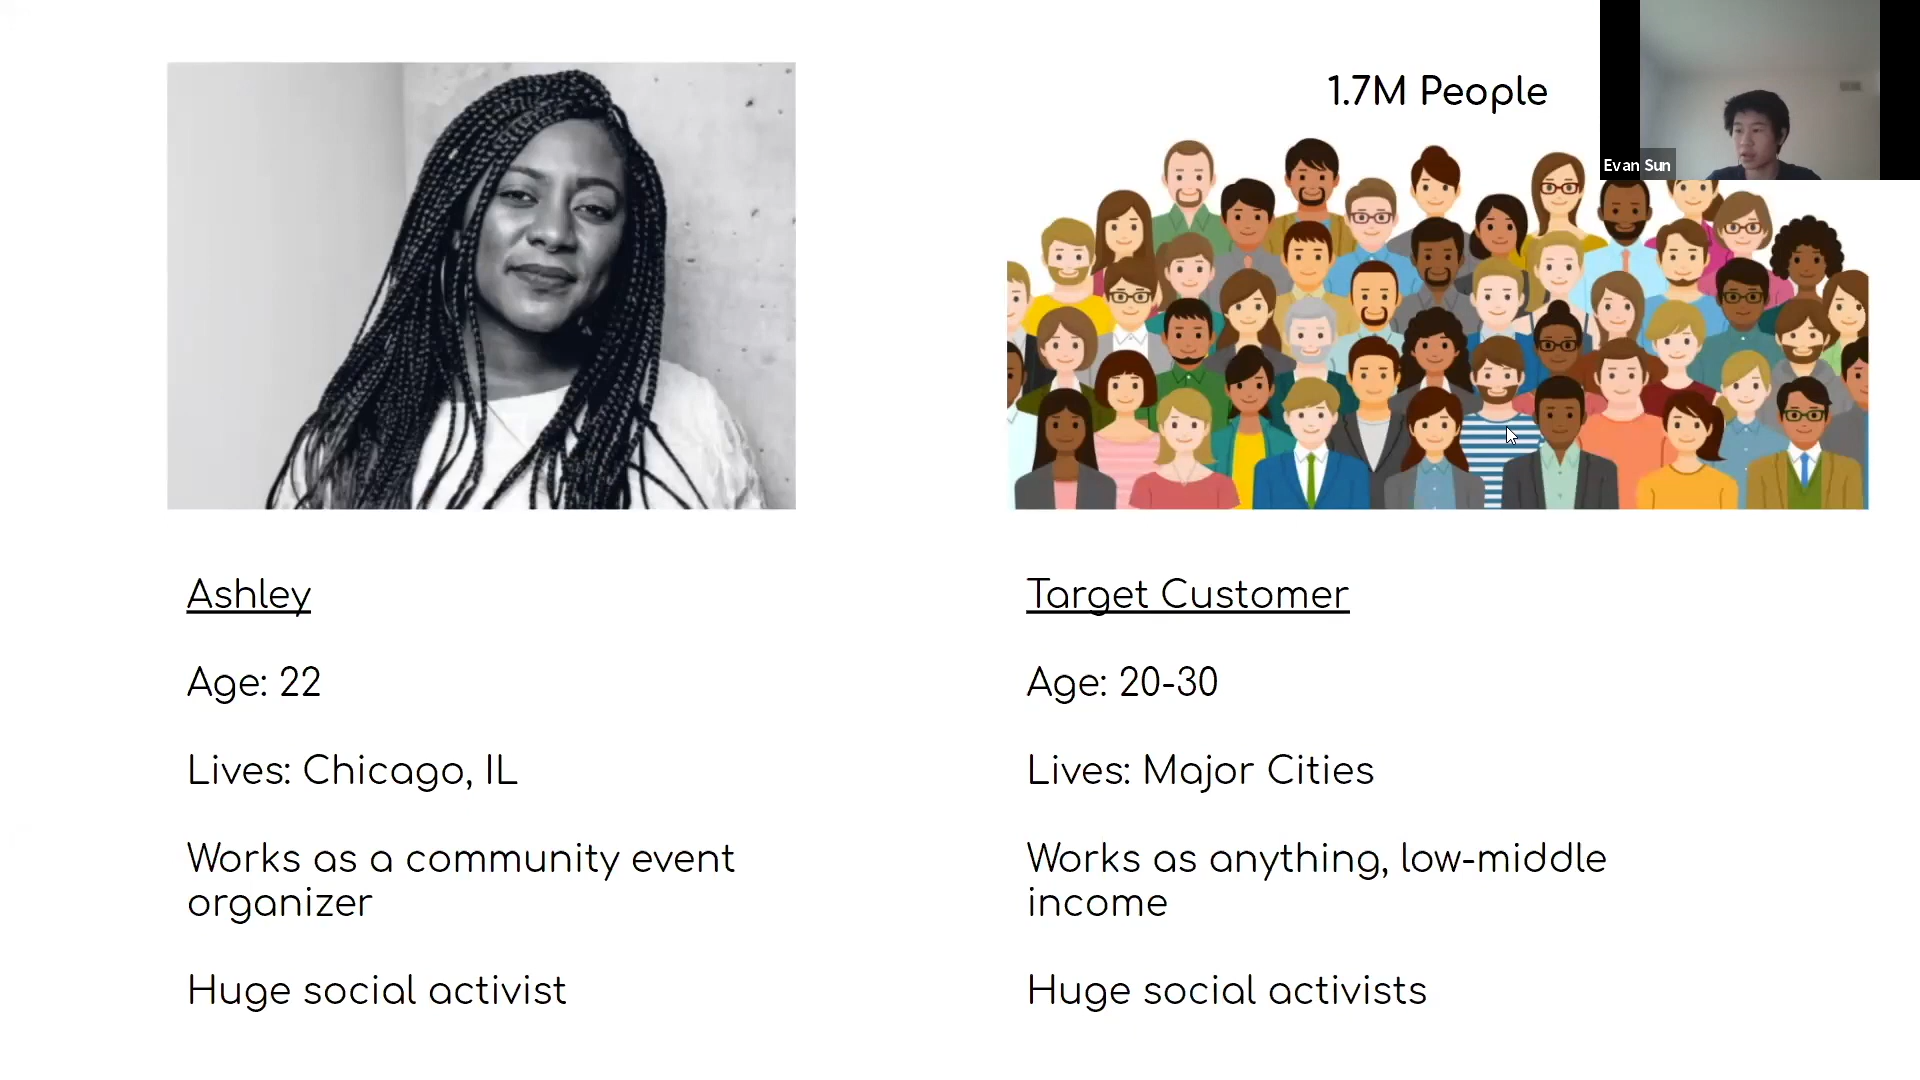 1.7M People
Evan Sun
Ashley
Age: 22
Lives: Chicago, IL
Works as a community event
organizer
Huge social activist
Target Customer
Age: 20-30
Lives: Major Cities
Works as anything, low-middle
income
Huge social activists